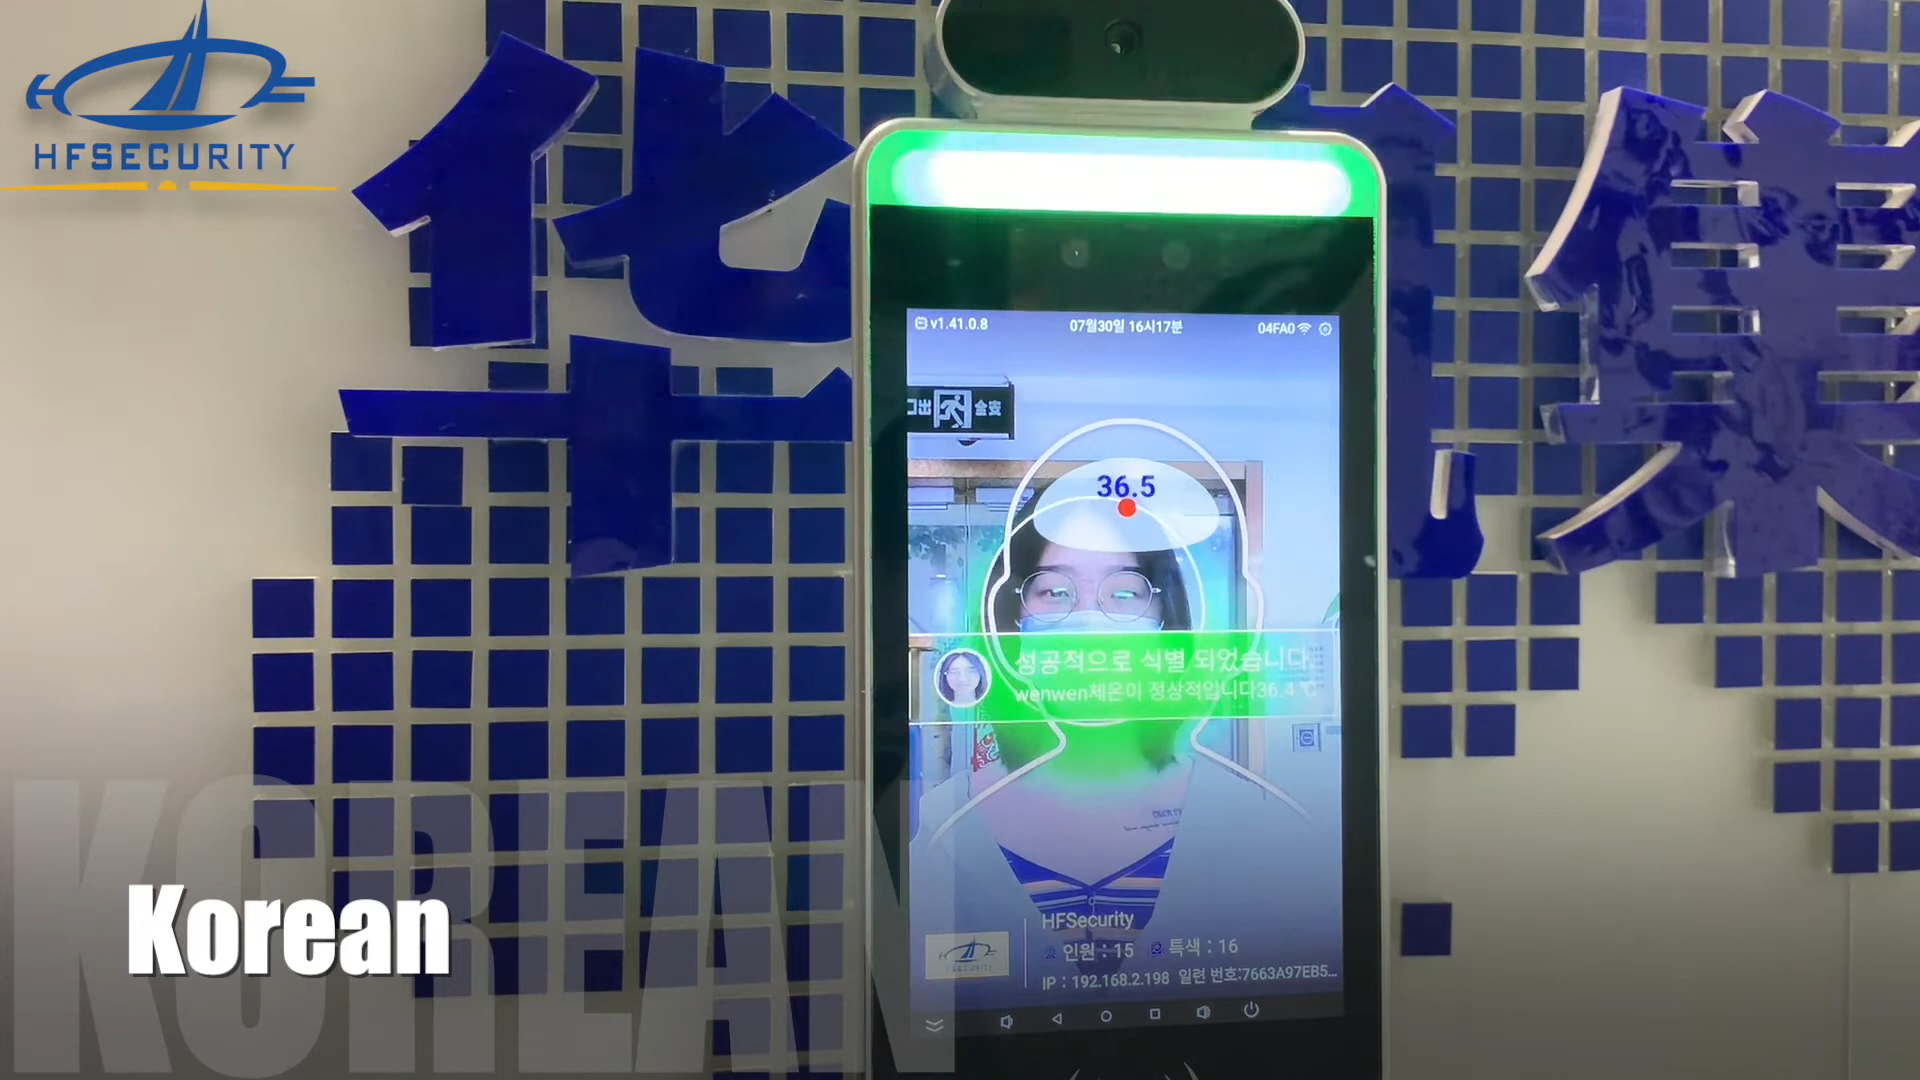 HFSECURITY
华
集
v1.41.0.8
07월30일 16시17분
04FA0
36.5
성공적으로 식별 되었습니다.
wenwen체온이 정상적입니다36.4℃
HFSecurity
인원 : 15
특색 : 16
IP : 192.168.2.198 일련 번호:7663A97EB5...
KOREAN
Korean